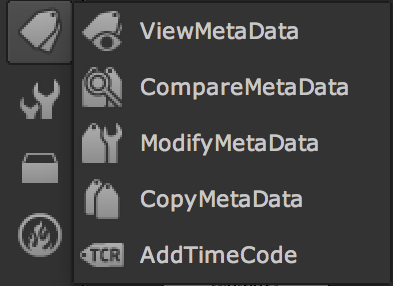 ViewMetaData
CompareMetaData
ModifyMetaData
CopyMetaData
TCR AddTimeCode